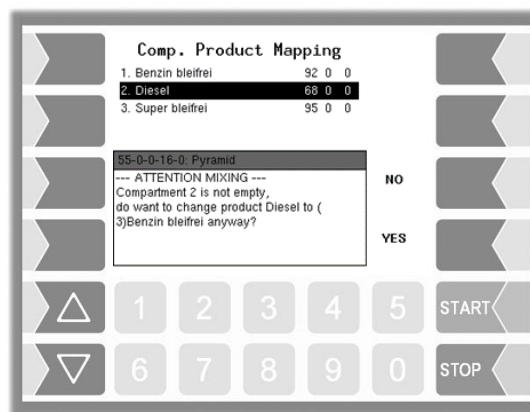 Comp. Product Mapping
1. Benzin bleifrei 92 0 0
2. Diesel 68 0 0
3. Super bleifrei 95 0 0
55-0-0-16-0: Pyramid
--- ATTENTION MIXING ---
Compartment 2 is not empty,
do want to change product Diesel to (
3)Benzin bleifrei anyway?
NO
YES
1 2 3 4 5 START
6 7 8 9 0 STOP